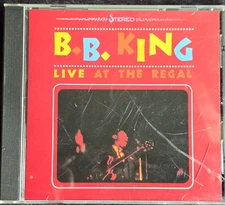 STEREO
B.B. KING
LIVE AT THE REGAL